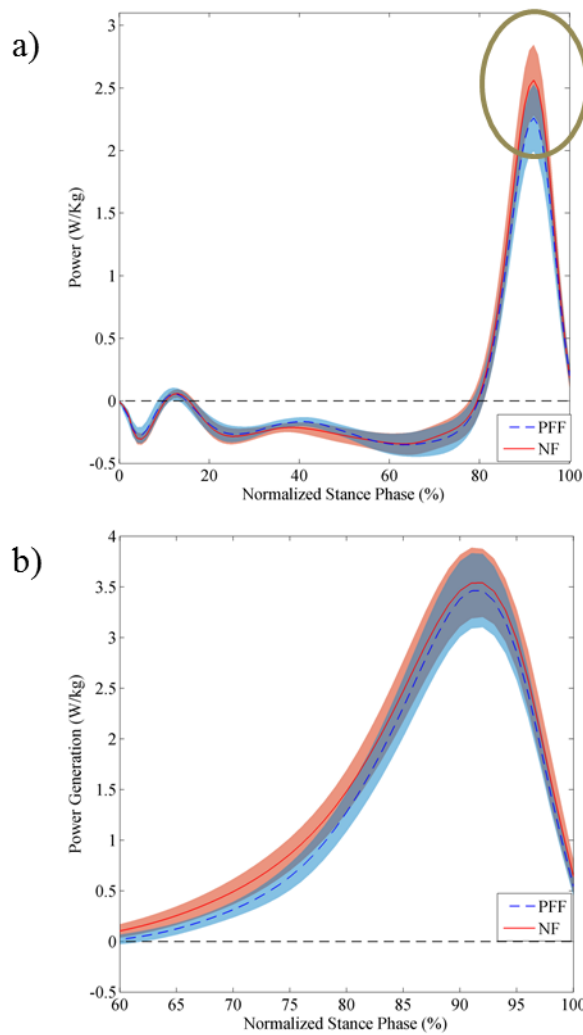 a)
3
2.5
2
1.5
1
0.5
0
-0.5
Power (W/Kg)
0 20 40 60 80 100
Normalized Stance Phase (%)
PFF
NF
b)
4
3.5
3
2.5
2
1.5
1
0.5
0
-0.5
Power Generation (W/kg)
60 65 70 75 80 85 90 95 100
Normalized Stance Phase (%)
PFF
NF